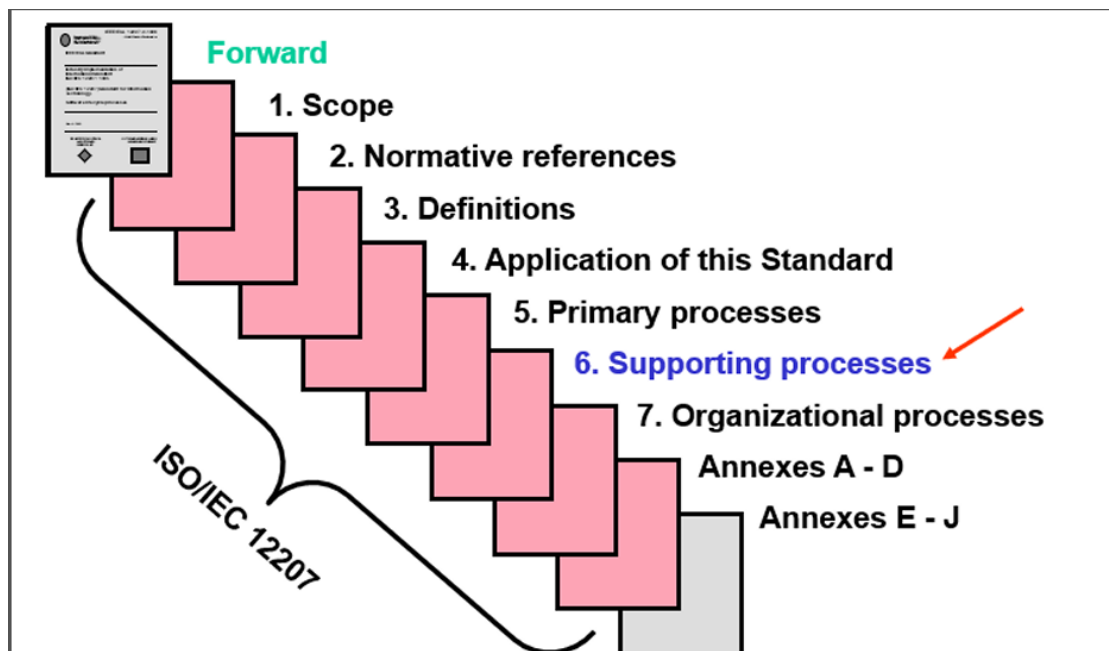 Forward
1. Scope
2. Normative references
3. Definitions
4. Application of this Standard
5. Primary processes
6. Supporting processes
7. Organizational processes
Annexes A - D
Annexes E - J
ISO/IEC 12207